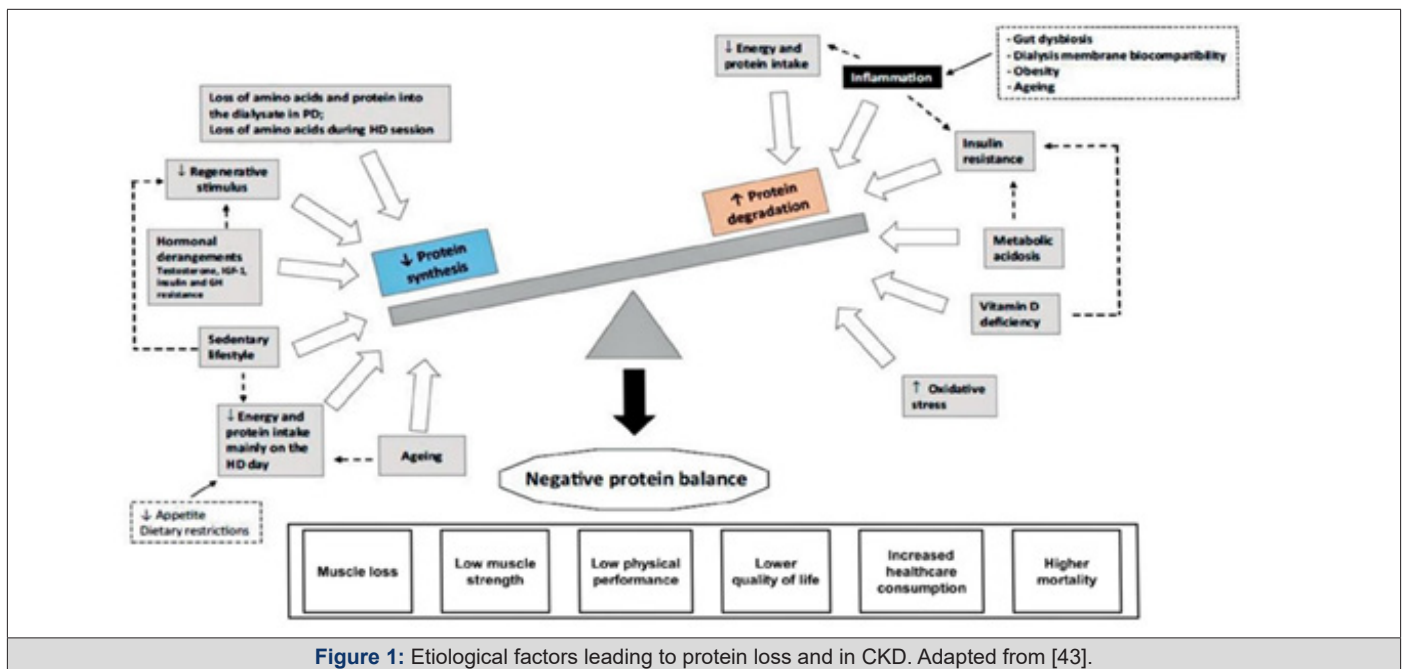 Loss of amino acids and protein into
the dialysate in PD;
Loss of amino acids during HD session
↓ Regenerative
stimulus
Hormonal
derangements
Testosterone, IGF-1,
insulin and GH
resistance
Sedentary
lifestyle
↓ Energy and
protein intake
mainly on the
HD day
Ageing
↓ Appetite
Dietary restrictions
↓ Protein
synthesis
↓ Energy and
protein intake
Inflammation
- Gut dysbiosis
- Dialysis membrane biocompatibility
- Obesity
- Ageing
Insulin
resistance
↑ Protein
degradation
Metabolic
acidosis
Vitamin D
deficiency
↑ Oxidative
stress
Negative protein balance
Muscle loss
Low muscle
strength
Low physical
performance
Lower
quality of life
Increased
healthcare
consumption
Higher
mortality
Figure 1: Etiological factors leading to protein loss and in CKD. Adapted from [43].